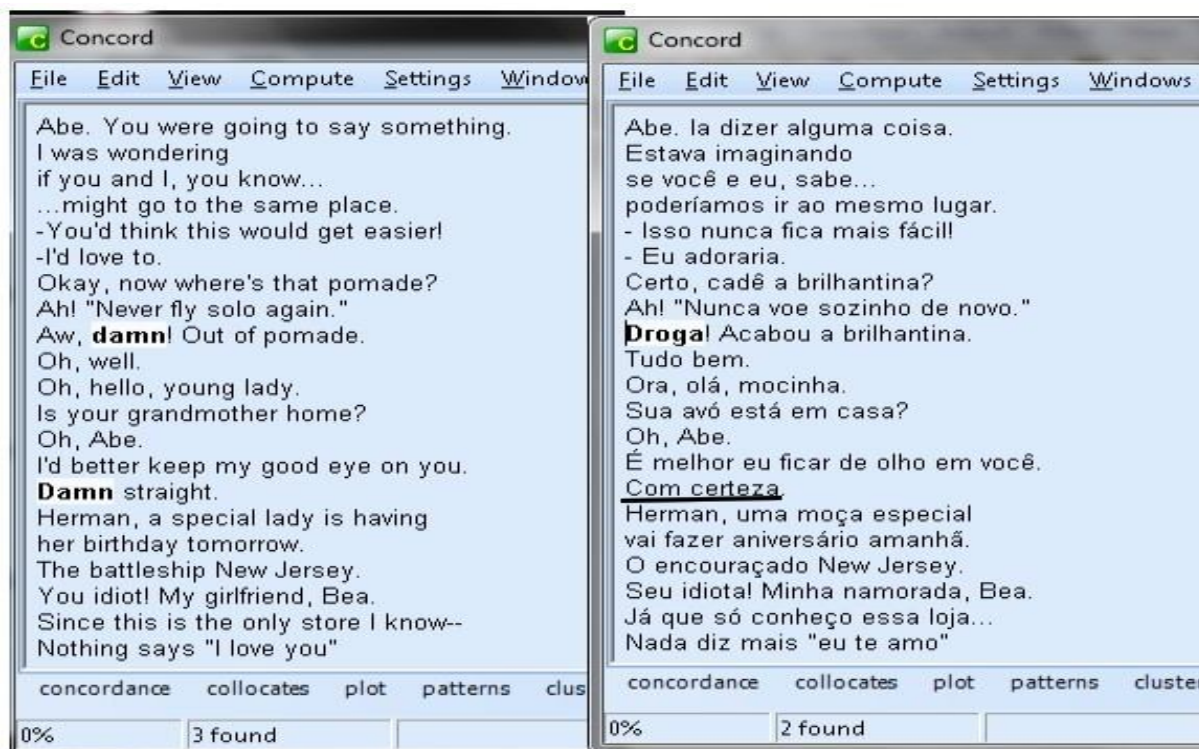 Concord
File Edit View Compute Settings Window
Abe. You were going to say something.
I was wondering
if you and I, you know...
...might go to the same place.
-You'd think this would get easier!
-I'd love to.
Okay, now where's that pomade?
Ah! "Never fly solo again."
Aw, damn! Out of pomade.
Oh, well.
Oh, hello, young lady.
Is your grandmother home?
Oh, Abe.
I'd better keep my good eye on you.
Damn straight.
Herman, a special lady is having
her birthday tomorrow.
The battleship New Jersey.
You idiot! My girlfriend, Bea.
Since this is the only store I know--
Nothing says "I love you"
concordance collocates plot patterns clus
0% 3 found
Concord
File Edit View Compute Settings Windows
Abe. Ia dizer alguma coisa.
Estava imaginando
se você e eu, sabe...
poderíamos ir ao mesmo lugar.
- Isso nunca fica mais fácil!
- Eu adoraria.
Certo, cadê a brilhantina?
Ah! "Nunca voe sozinho de novo."
Droga! Acabou a brilhantina.
Tudo bem.
Ora, olá, mocinha.
Sua avó está em casa?
Oh, Abe.
É melhor eu ficar de olho em você.
Com certeza.
Herman, uma moça especial
vai fazer aniversário amanhã.
O encouraçado New Jersey.
Seu idiota! Minha namorada, Bea.
Já que só conheço essa loja...
Nada diz mais "eu te amo"
concordance collocates plot patterns cluste
0% 2 found